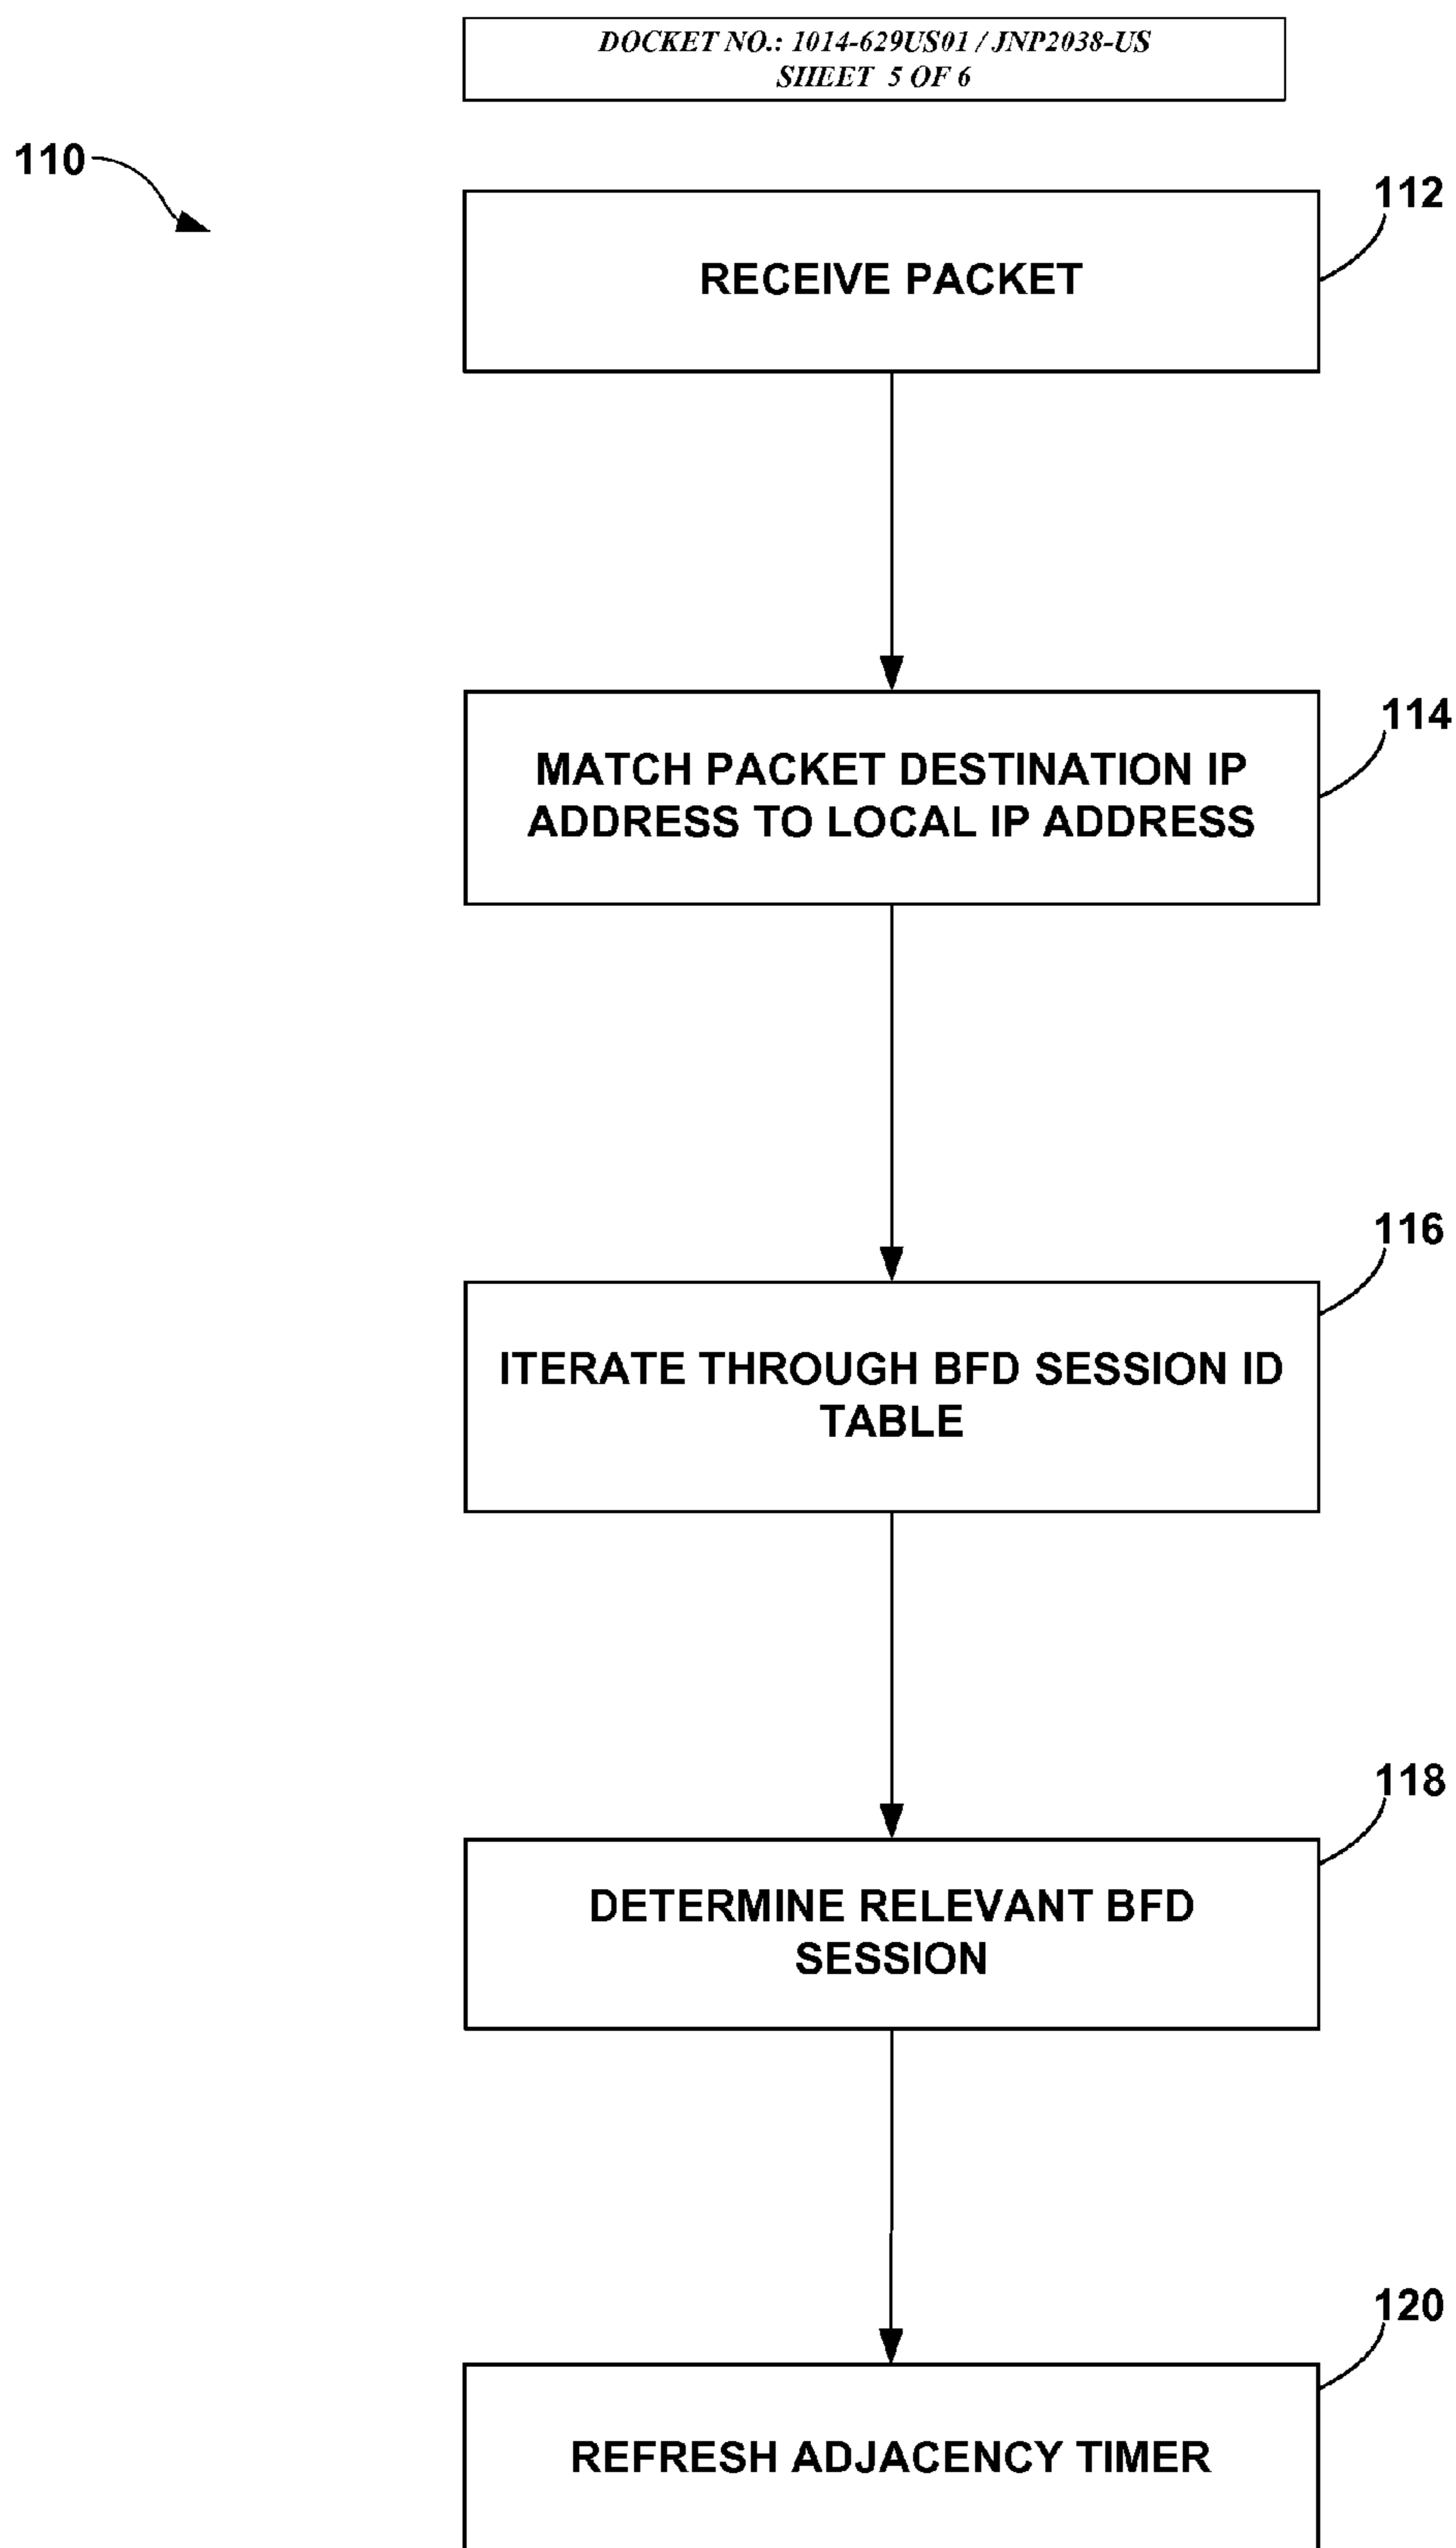 DOCKET NO.: 1014-629US01 / JNP2038-US
SHEET 5 OF 6
110
112
RECEIVE PACKET
114
MATCH PACKET DESTINATION IP
ADDRESS TO LOCAL IP ADDRESS
116
ITERATE THROUGH BFD SESSION ID
TABLE
118
DETERMINE RELEVANT BFD
SESSION
120
REFRESH ADJACENCY TIMER